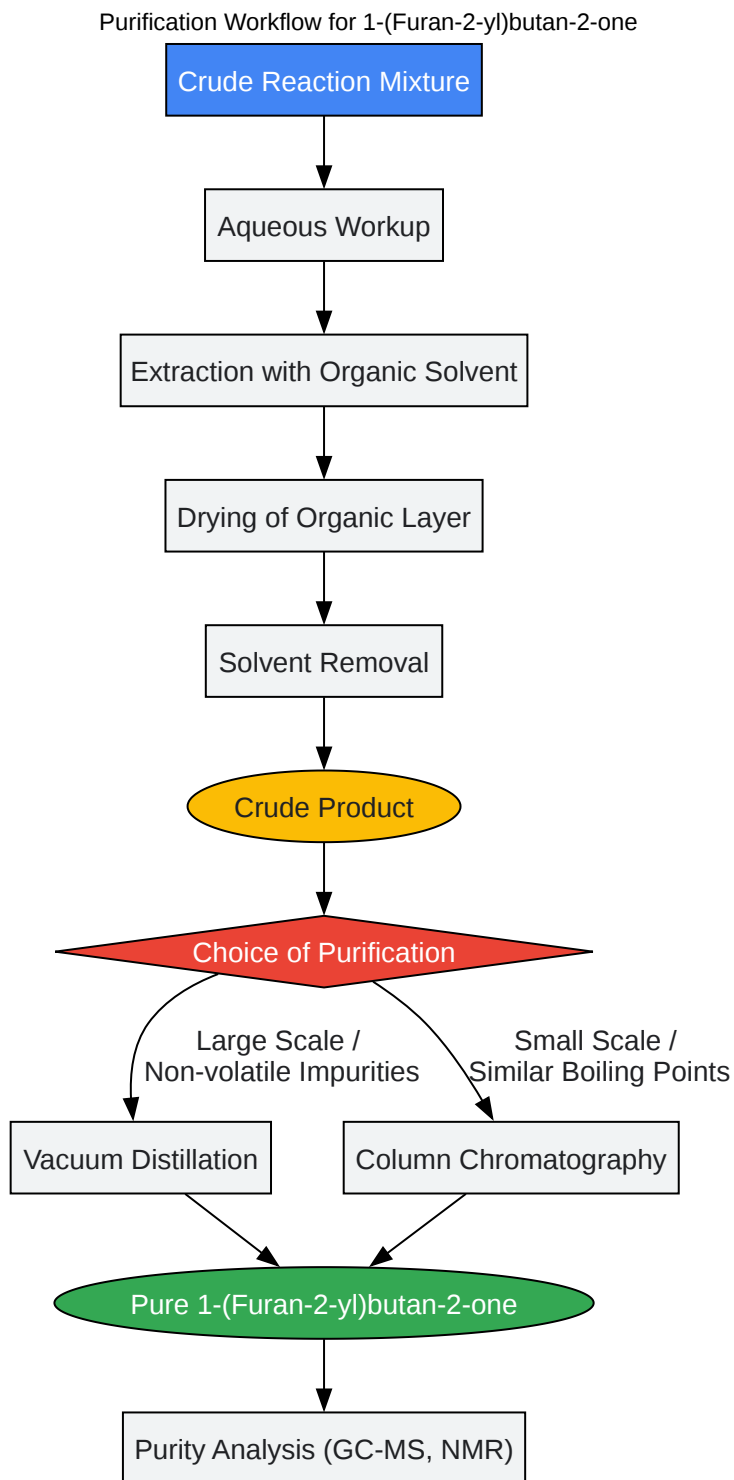 Purification Workflow for 1-(Furan-2-yl)butan-2-one
Crude Reaction Mixture
Aqueous Workup
Extraction with Organic Solvent
Drying of Organic Layer
Solvent Removal
Crude Product
Choice of Purification
Large Scale /
Non-volatile Impurities
Small Scale /
Similar Boiling Points
Vacuum Distillation
Column Chromatography
Pure 1-(Furan-2-yl)butan-2-one
Purity Analysis (GC-MS, NMR)